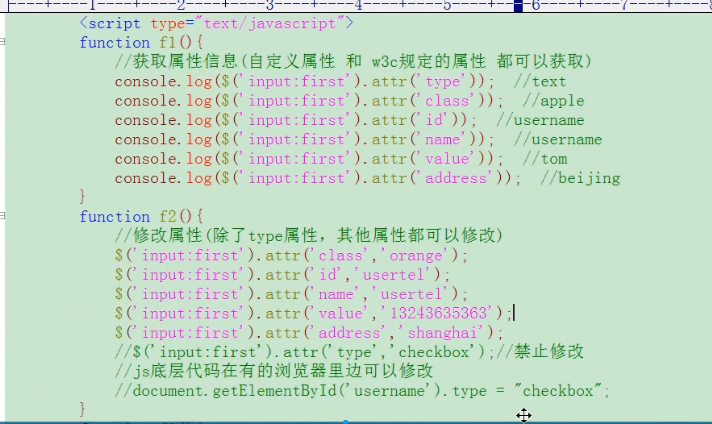 ----+----1----+----2----+----3----+----4----+----5----+----6----+----7----+----8
<script type="text/javascript">
function f1(){
//获取属性信息(自定义属性 和 w3c规定的属性 都可以获取)
console.log($('input:first').attr('type'));  //text
console.log($('input:first').attr('class'));  //apple
console.log($('input:first').attr('id'));  //username
console.log($('input:first').attr('name'));  //username
console.log($('input:first').attr('value'));  //tom
console.log($('input:first').attr('address'));  //beijing
}
function f2(){
//修改属性(除了type属性，其他属性都可以修改)
$('input:first').attr('class','orange');
$('input:first').attr('id','usertel');
$('input:first').attr('name','usertel');
$('input:first').attr('value','13243635363');
$('input:first').attr('address','shanghai');
//$('input:first').attr('type','checkbox');//禁止修改
//js底层代码在有的浏览器里边可以修改
//document.getElementById('username').type = "checkbox";
}